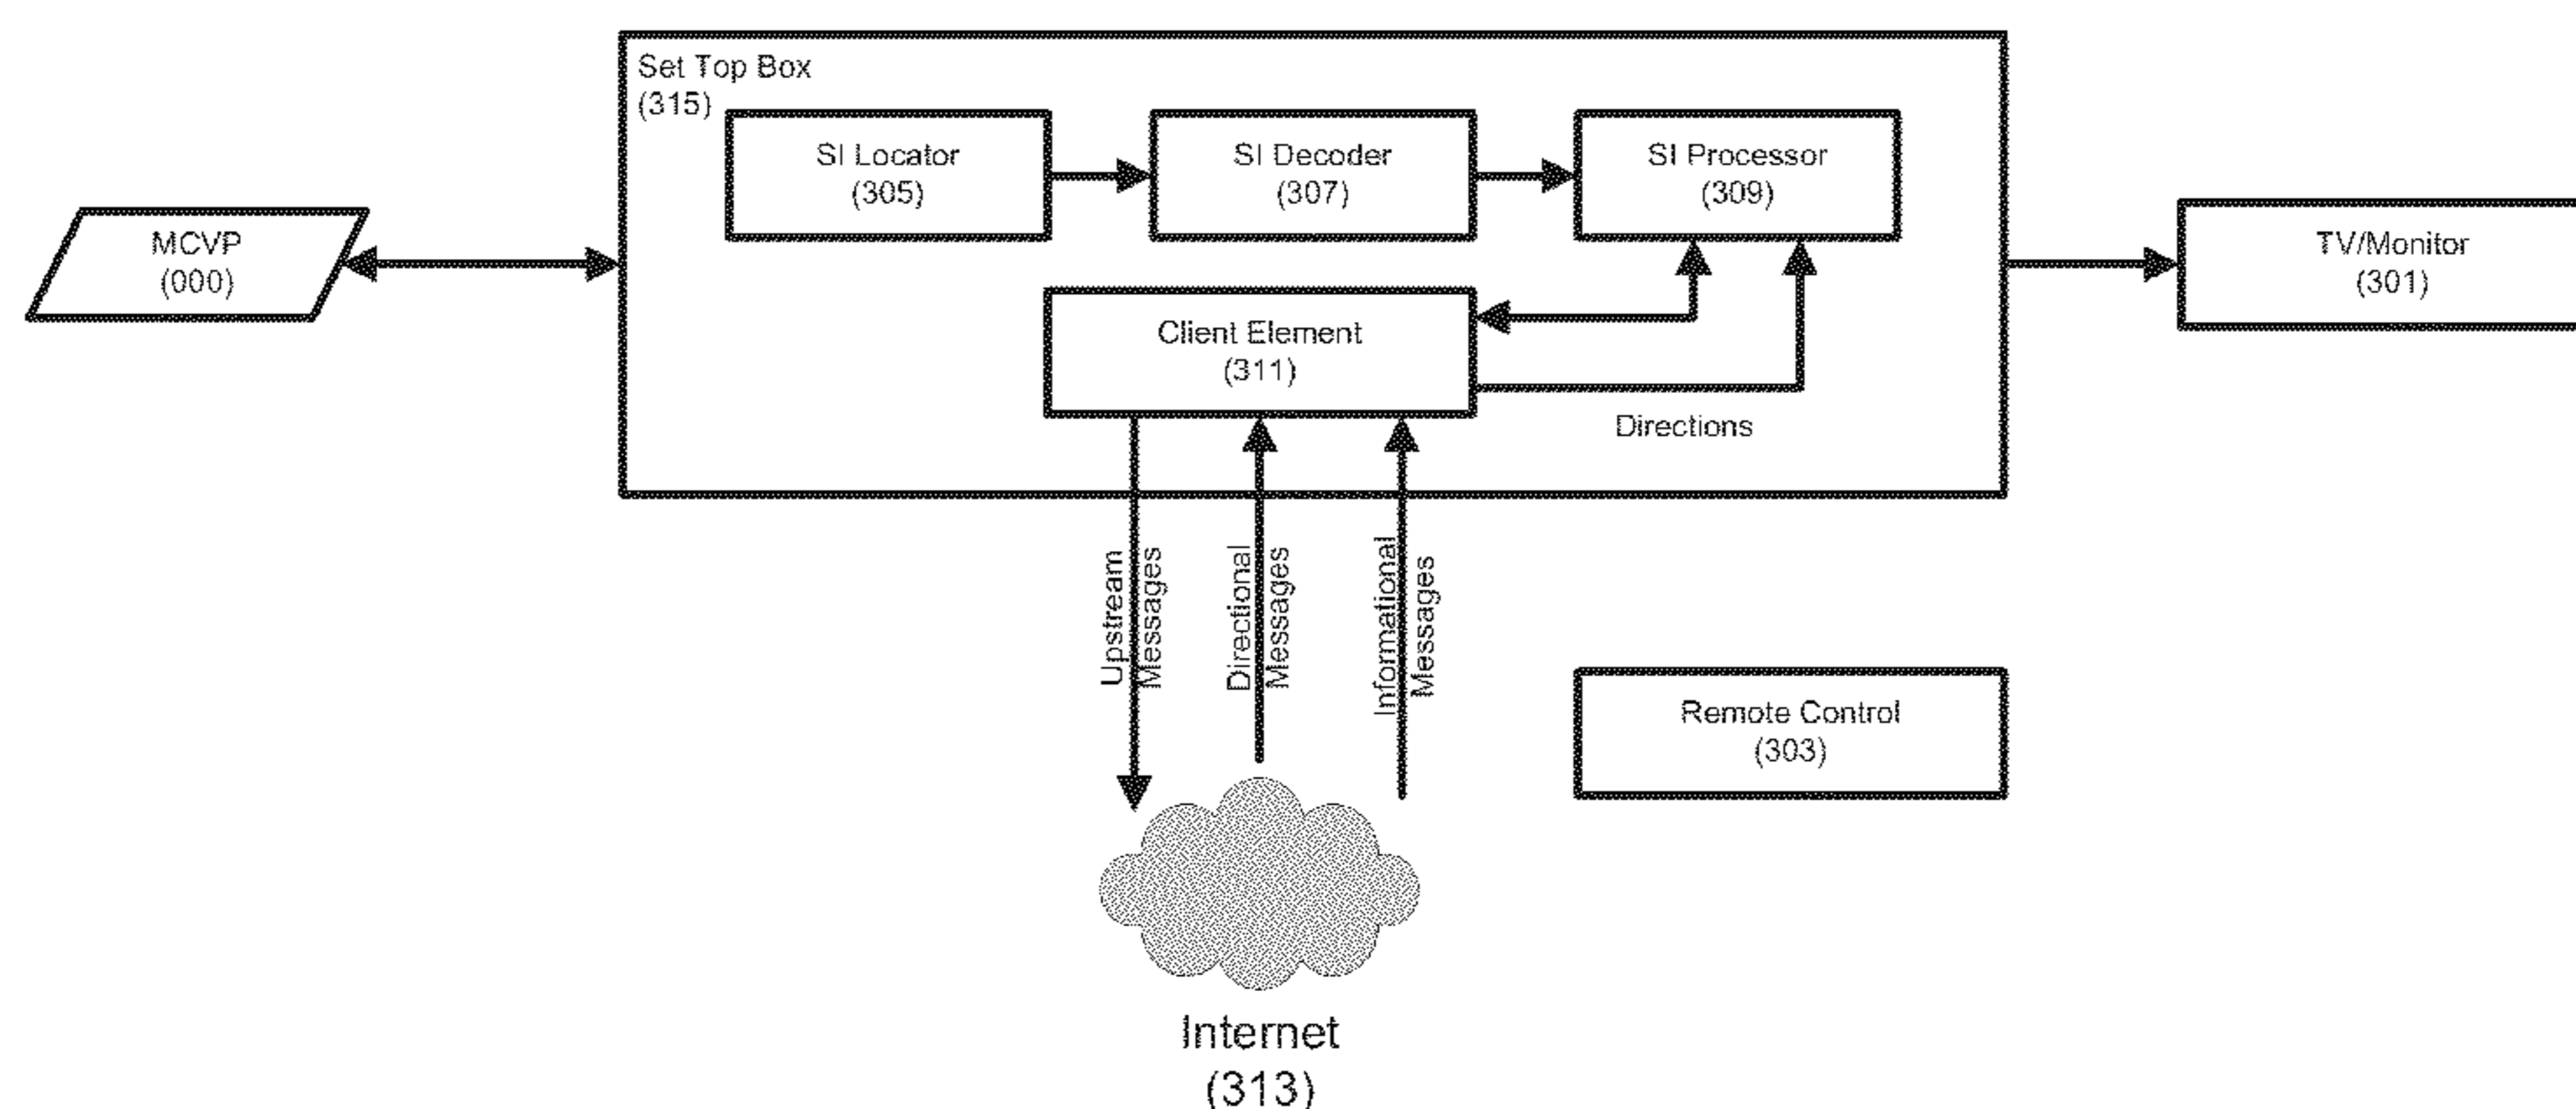 Set Top Box
(315)
SI Locator
(305)
SI Decoder
(307)
SI Processor
(309)
MCVP
(000)
TV/Monitor
(301)
Client Element
(311)
Directions
Upstream
Messages
Directional
Messages
Informational
Messages
Remote Control
(303)
Internet
(313)